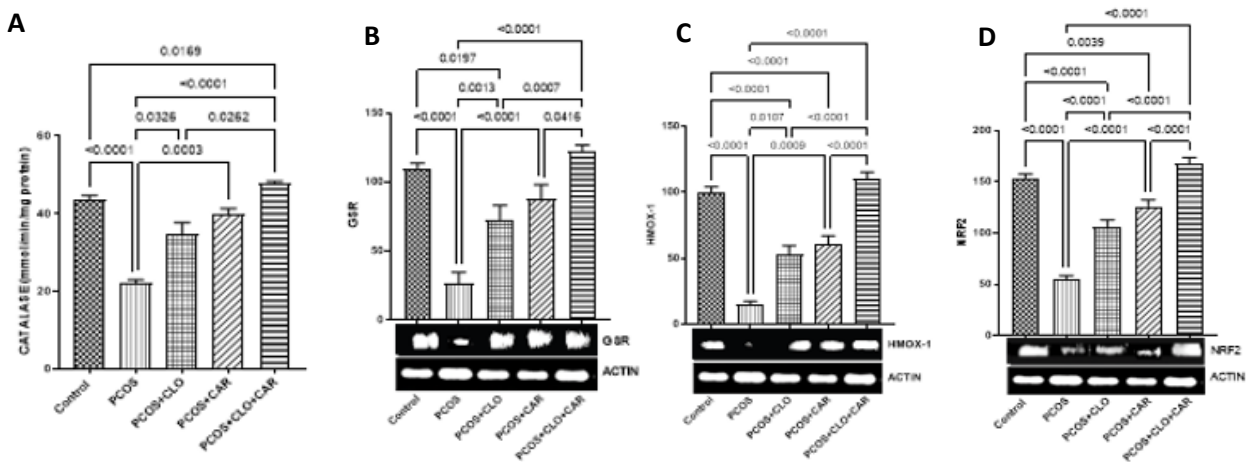 A
0.0169
<0.0001
0.0326
0.0262
<0.0001
0.0003
60
40
20
0
CATALASE(mmol/min/mg protein)
Control
PCOS
PCOS+CLO
PCOS+CAR
PCOS+CLO+CAR
B
<0.0001
0.0197
0.0013
0.0007
<0.0001
<0.0001
0.0416
150
100
50
0
GSR
GSR
ACTIN
Control
PCOS
PCOS+CLO
PCOS+CAR
PCOS+CLO+CAR
C
<0.0001
<0.0001
<0.0001
0.0107
<0.0001
<0.0001
0.0009
<0.0001
150
100
50
0
HMOX-1
HMOX-1
ACTIN
Control
PCOS
PCOS+CLO
PCOS+CAR
PCOS+CLO+CAR
D
<0.0001
0.0039
<0.0001
<0.0001
<0.0001
<0.0001
<0.0001
<0.0001
200
150
100
50
0
NRF2
NRF2
ACTIN
Control
PCOS
PCOS+CLO
PCOS+CAR
PCOS+CLO+CAR